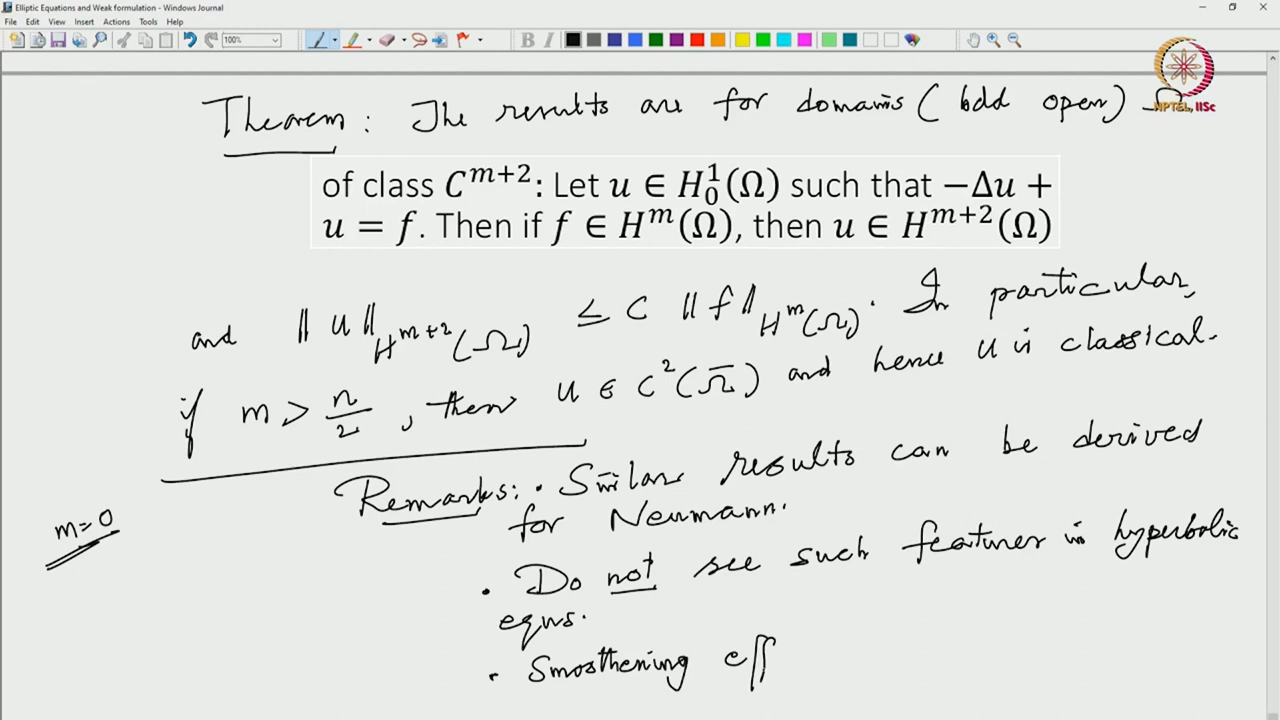 Elliptic Equations and Weak formulation - Windows Journal
File Edit View Insert Actions Tools Help
100%
B I
NPTEL, IISc
Theorem: The results are for domains (bdd open) Ω
of class C^{m+2}: Let u ∈ H_0^1(Ω) such that −Δu +
u = f. Then if f ∈ H^m(Ω), then u ∈ H^{m+2}(Ω)
and ‖u‖_{H^{m+2}(Ω)} ≤ C ‖f‖_{H^m(Ω)}. In particular,
if m > n/2, then u ∈ C^2(Ω̅) and hence u is classical.
Remarks: · Similar results can be derived
for Neumann.
m=0
· Do not see such features in hyperbolic
eqns.
· Smoothening eff